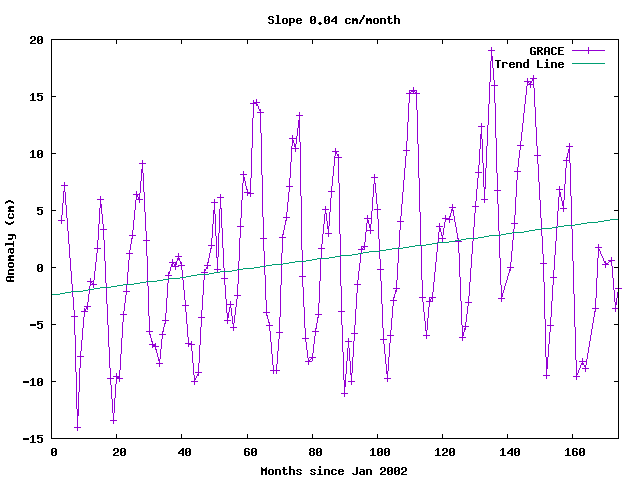 Slope 0.04 cm/month
GRACE
Trend Line
20
15
10
5
0
-5
-10
-15
Anomaly (cm)
0 20 40 60 80 100 120 140 160
Months since Jan 2002